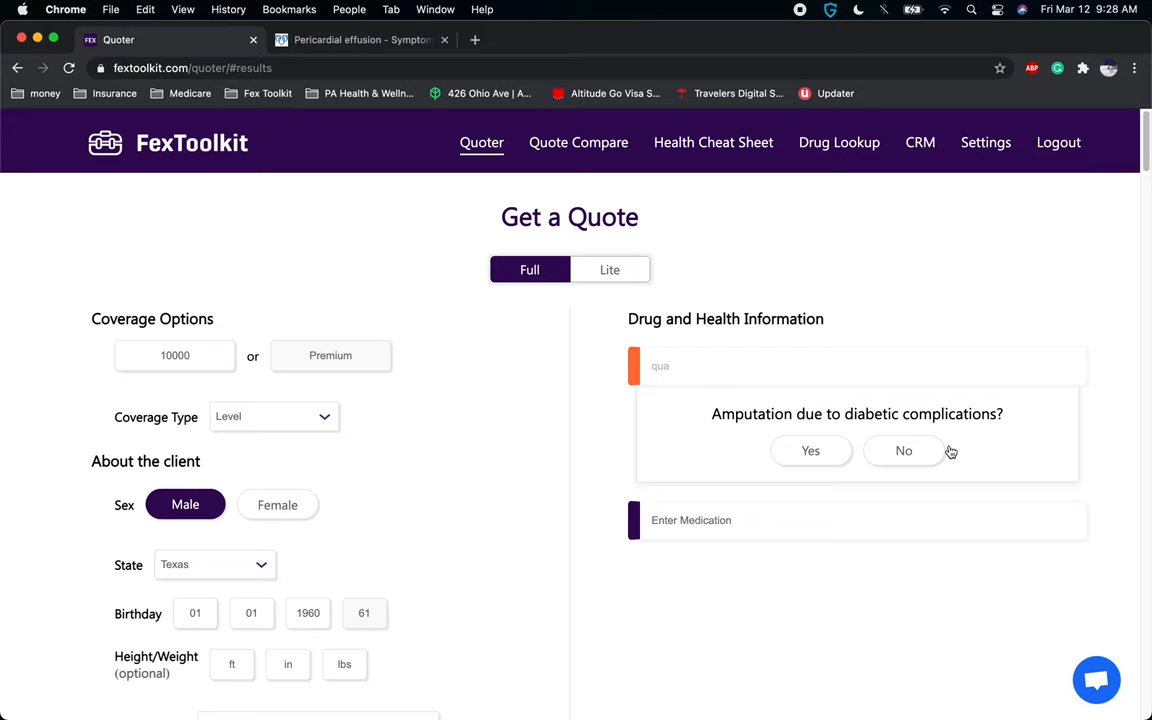 Chrome File Edit View History Bookmarks People Tab Window Help Fri Mar 12 9:28 AM
FEX Quoter × Pericardial effusion - Symptom × +
fextoolkit.com/quoter/#results ABP
money Insurance Medicare Fex Toolkit PA Health & Welln... 426 Ohio Ave | A... Altitude Go Visa S... Travelers Digital S... Updater
FexToolkit Quoter Quote Compare Health Cheat Sheet Drug Lookup CRM Settings Logout
Get a Quote
Full Lite
Coverage Options
10000 or Premium
Coverage Type Level
About the client
Sex Male Female
State Texas
Birthday 01 01 1960 61
Height/Weight ft in lbs
(optional)
Drug and Health Information
qua
Amputation due to diabetic complications?
Yes No
Enter Medication